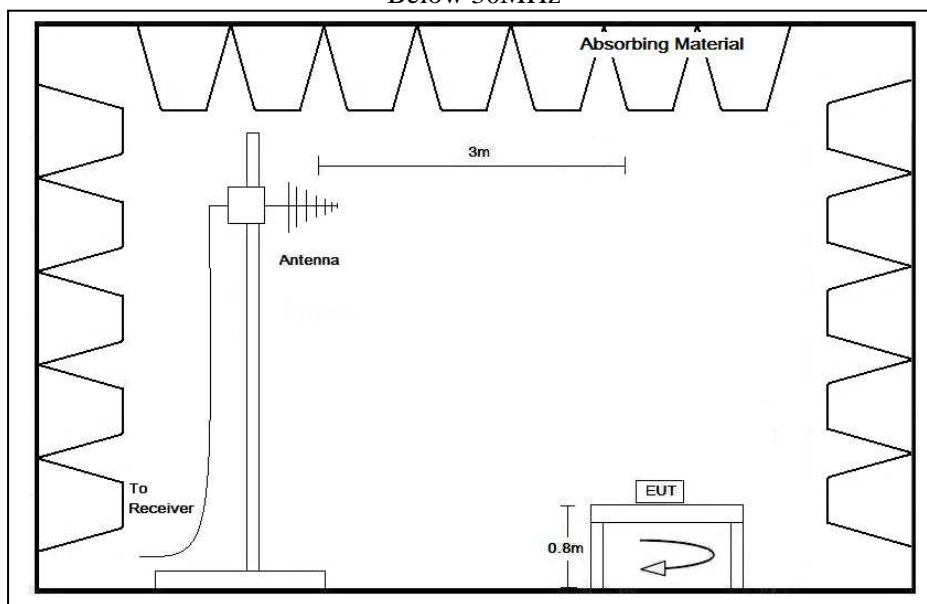 Absorbing Material
3m
Antenna
To
Receiver
EUT
0.8m